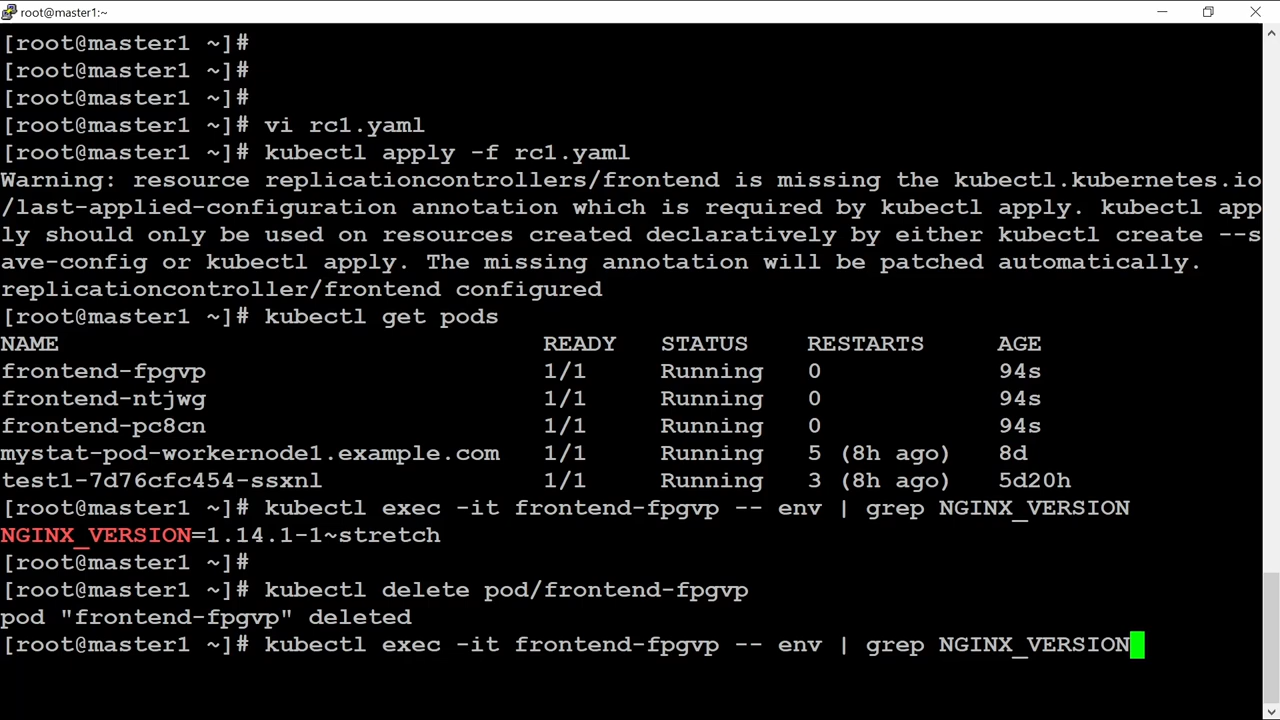 root@master1:~
[root@master1 ~]#
[root@master1 ~]#
[root@master1 ~]#
[root@master1 ~]# vi rc1.yaml
[root@master1 ~]# kubectl apply -f rc1.yaml
Warning: resource replicationcontrollers/frontend is missing the kubectl.kubernetes.io
/last-applied-configuration annotation which is required by kubectl apply. kubectl app
ly should only be used on resources created declaratively by either kubectl create --s
ave-config or kubectl apply. The missing annotation will be patched automatically.
replicationcontroller/frontend configured
[root@master1 ~]# kubectl get pods
NAME READY STATUS RESTARTS AGE
frontend-fpgvp 1/1 Running 0 94s
frontend-ntjwg 1/1 Running 0 94s
frontend-pc8cn 1/1 Running 0 94s
mystat-pod-workernode1.example.com 1/1 Running 5 (8h ago) 8d
test1-7d76cfc454-ssxnl 1/1 Running 3 (8h ago) 5d20h
[root@master1 ~]# kubectl exec -it frontend-fpgvp -- env | grep NGINX_VERSION
NGINX_VERSION=1.14.1-1~stretch
[root@master1 ~]#
[root@master1 ~]# kubectl delete pod/frontend-fpgvp
pod "frontend-fpgvp" deleted
[root@master1 ~]# kubectl exec -it frontend-fpgvp -- env | grep NGINX_VERSION